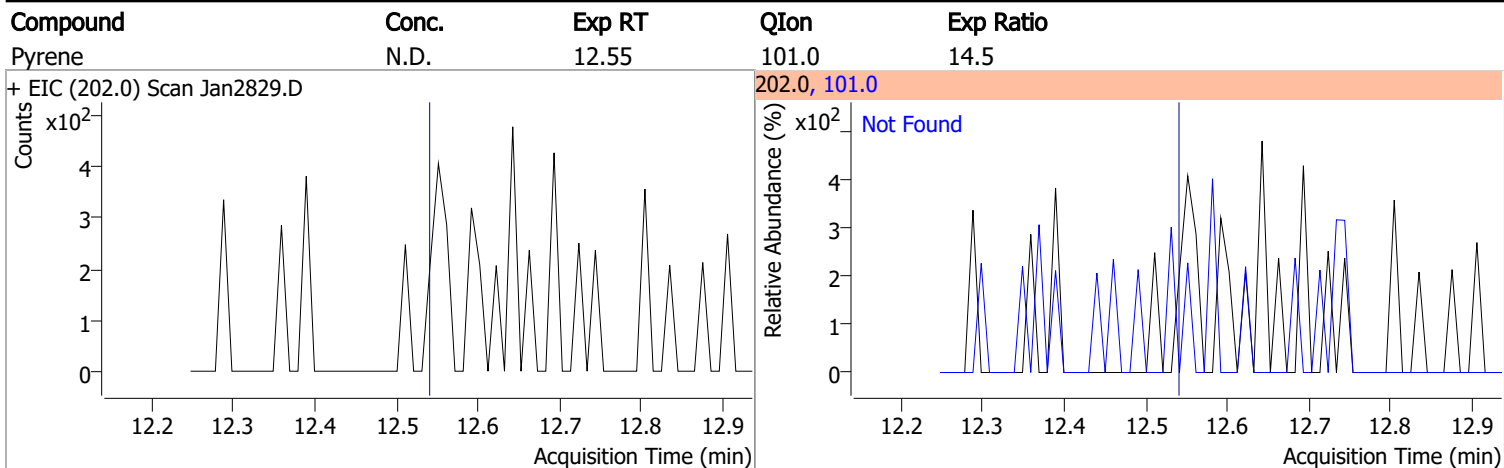 Compound Conc. Exp RT QIon Exp Ratio
Pyrene N.D. 12.55 101.0 14.5
+ EIC (202.0) Scan Jan2829.D
Counts
x10²
4
3
2
1
0
12.2 12.3 12.4 12.5 12.6 12.7 12.8 12.9
Acquisition Time (min)
202.0, 101.0
Relative Abundance (%)
x10²
Not Found
4
3
2
1
0
12.2 12.3 12.4 12.5 12.6 12.7 12.8 12.9
Acquisition Time (min)